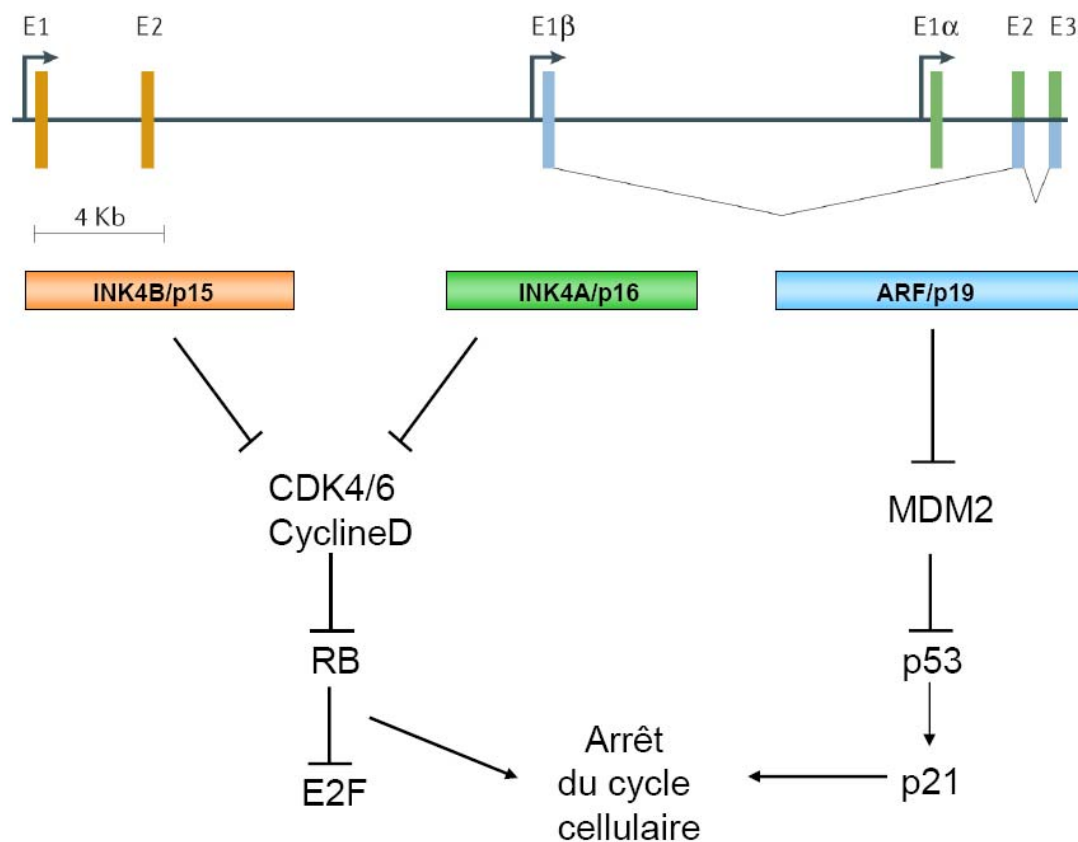 E1 E2 E1β E1α E2 E3
4 Kb
INK4B/p15 INK4A/p16 ARF/p19
CDK4/6
CyclineD
MDM2
RB
p53
E2F
Arrêt
du cycle
cellulaire
p21